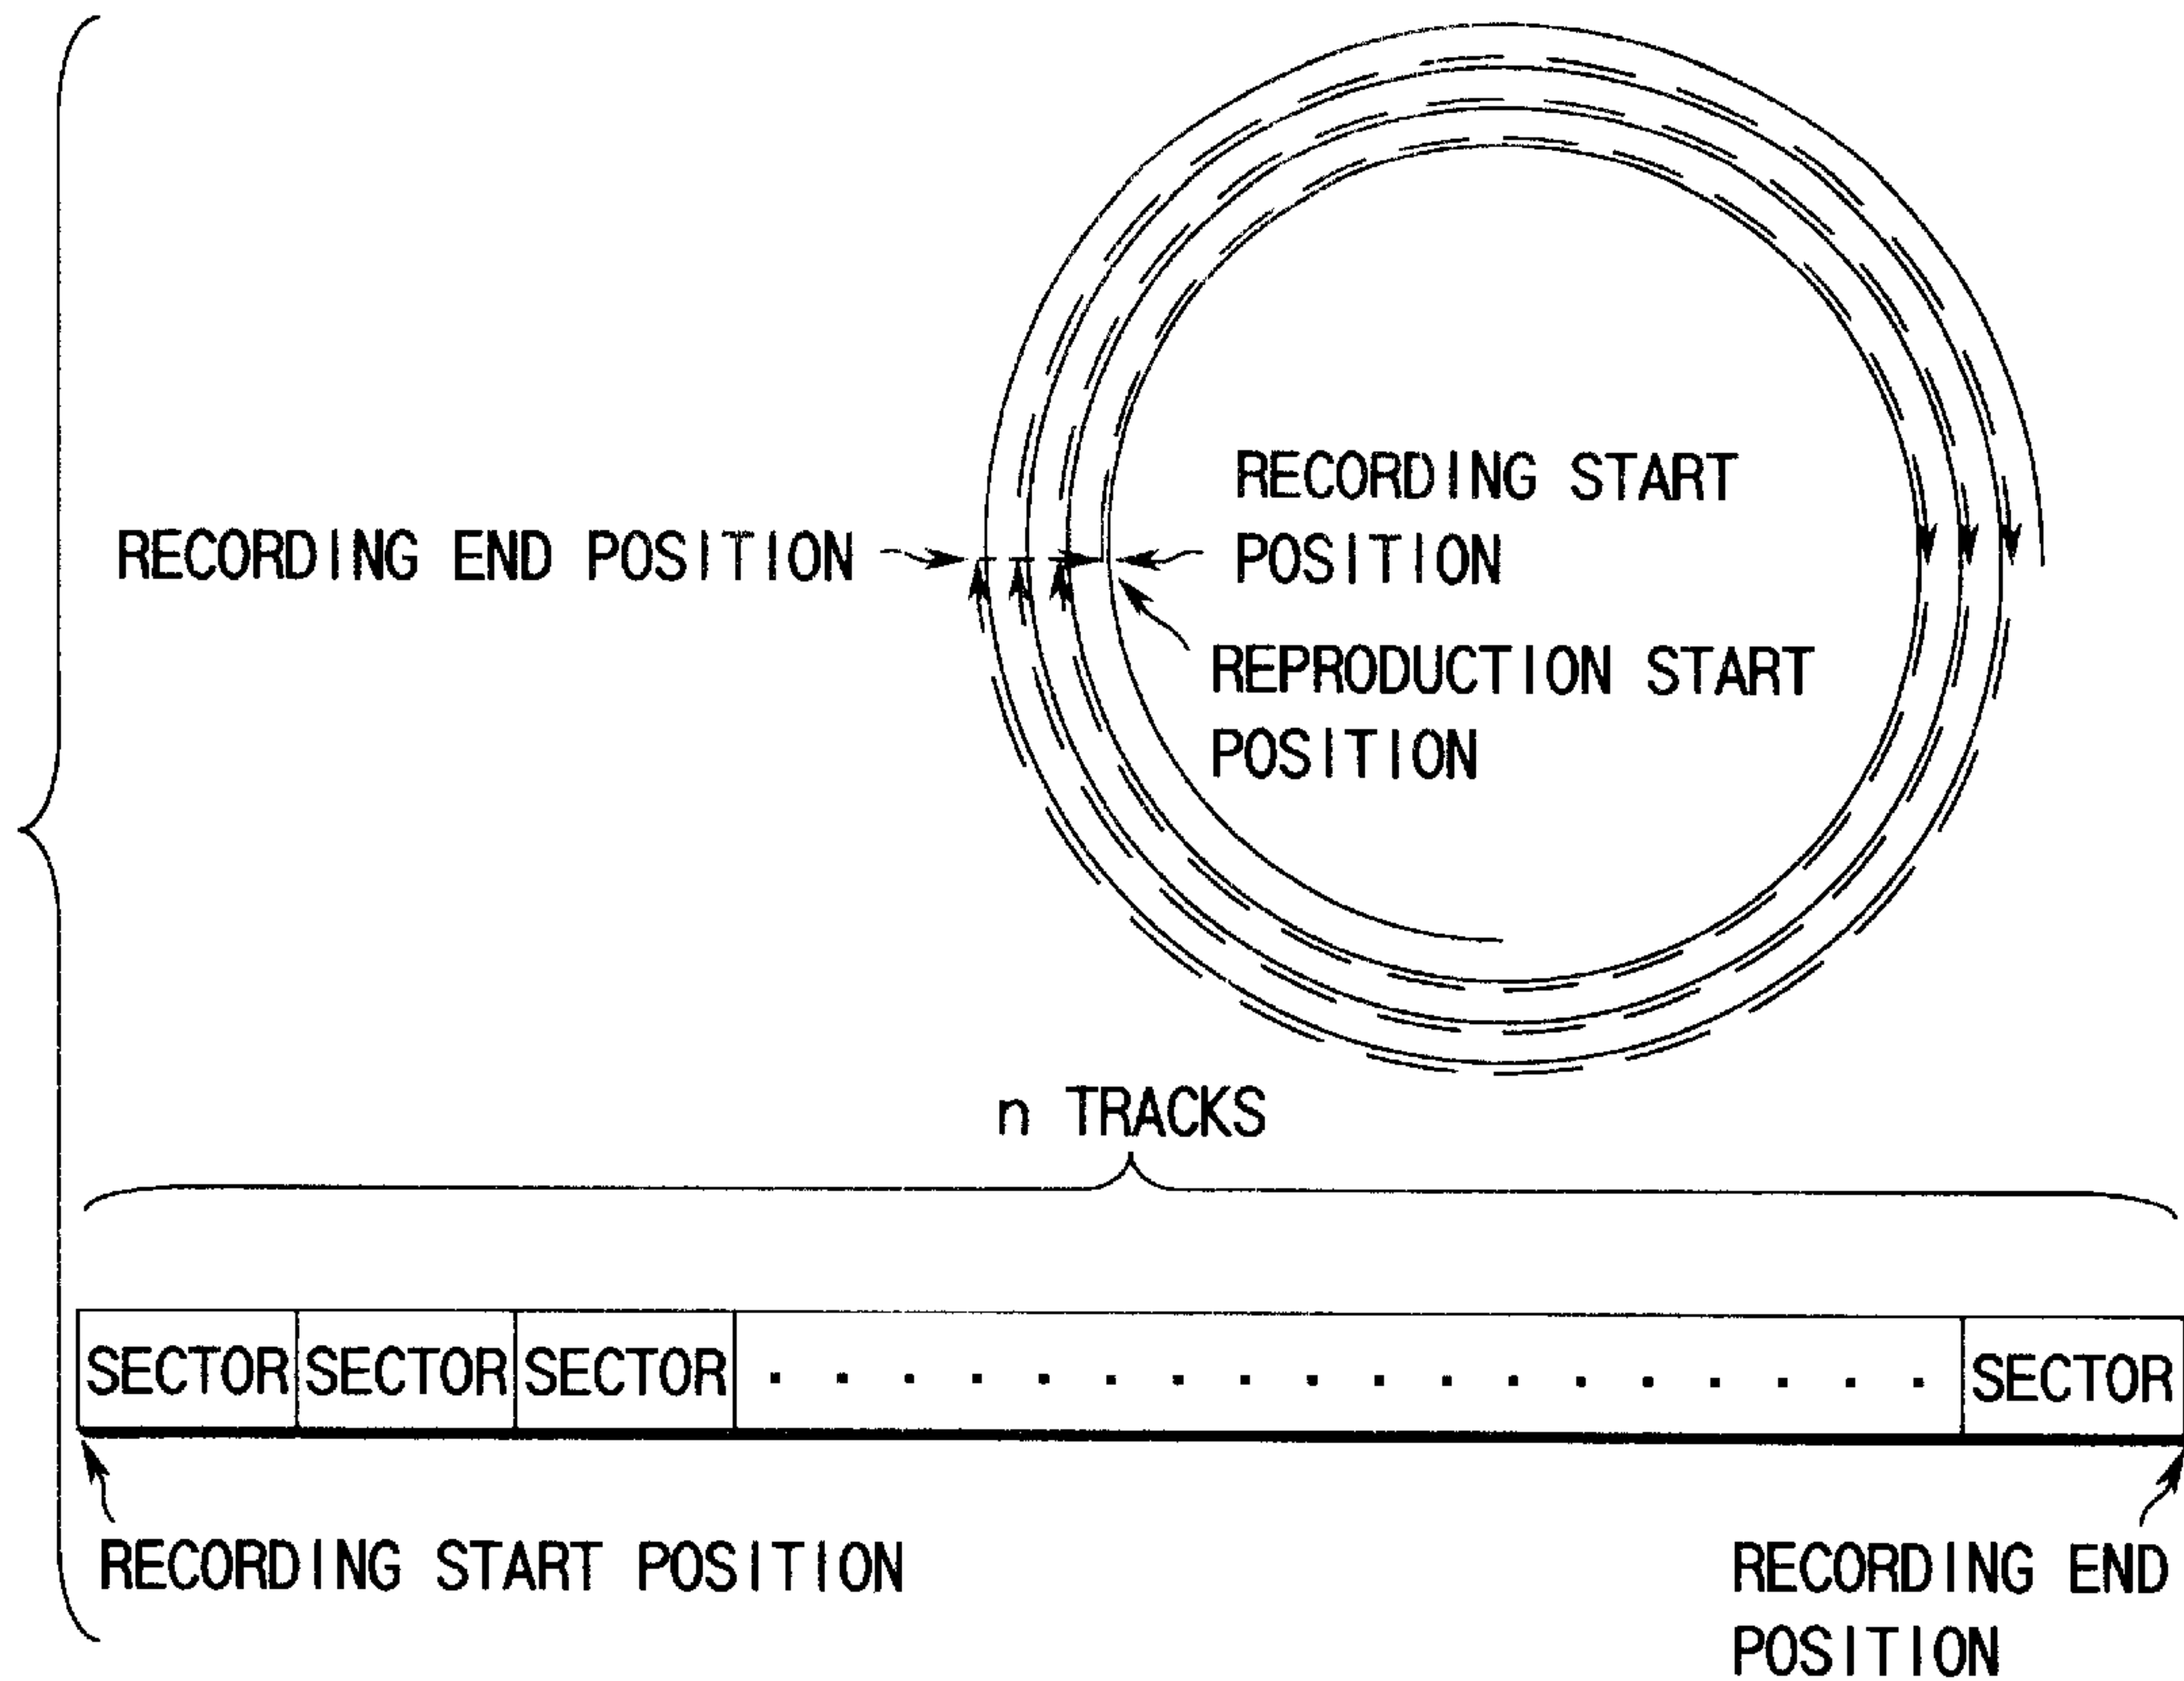 RECORDING START
POSITION
RECORDING END POSITION
REPRODUCTION START
POSITION
n TRACKS
SECTOR SECTOR SECTOR . . . . . . . . . . . . . . . . . . SECTOR
RECORDING START POSITION
RECORDING END
POSITION